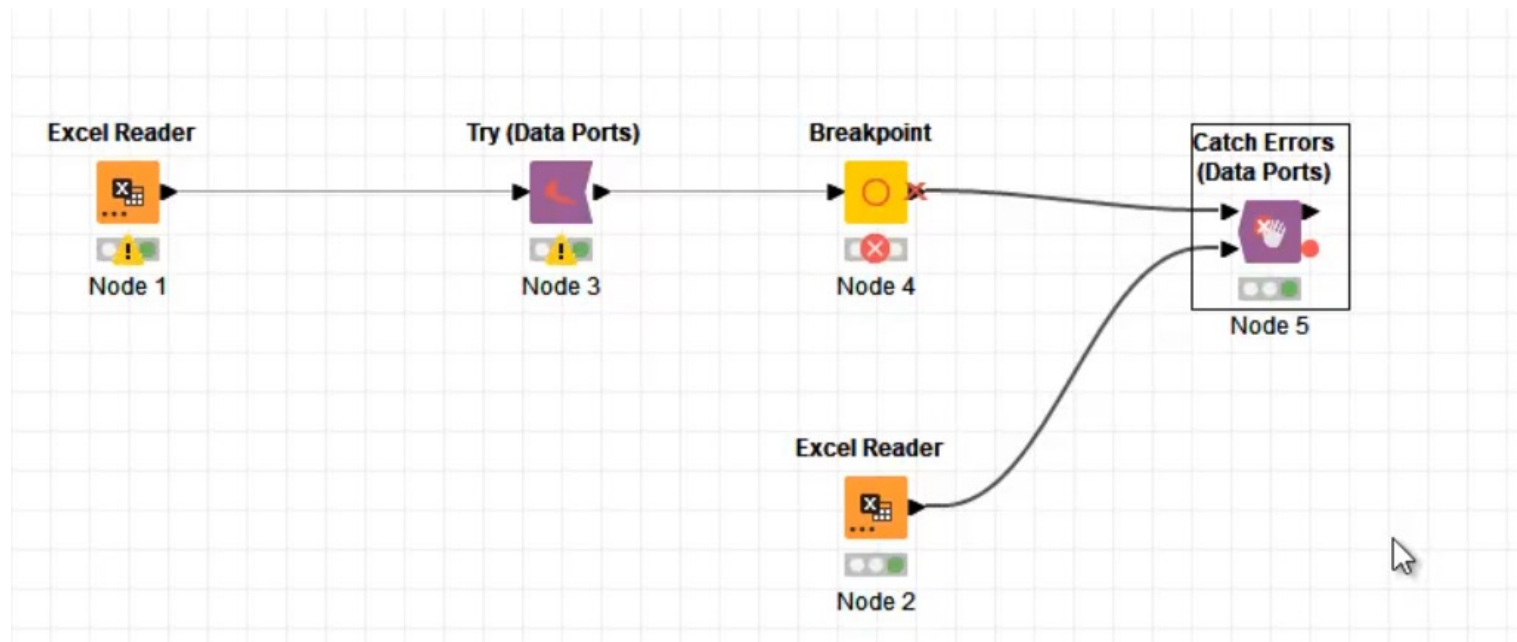 Excel Reader
Node 1
Try (Data Ports)
Node 3
Breakpoint
Node 4
Catch Errors
(Data Ports)
Node 5
Excel Reader
Node 2